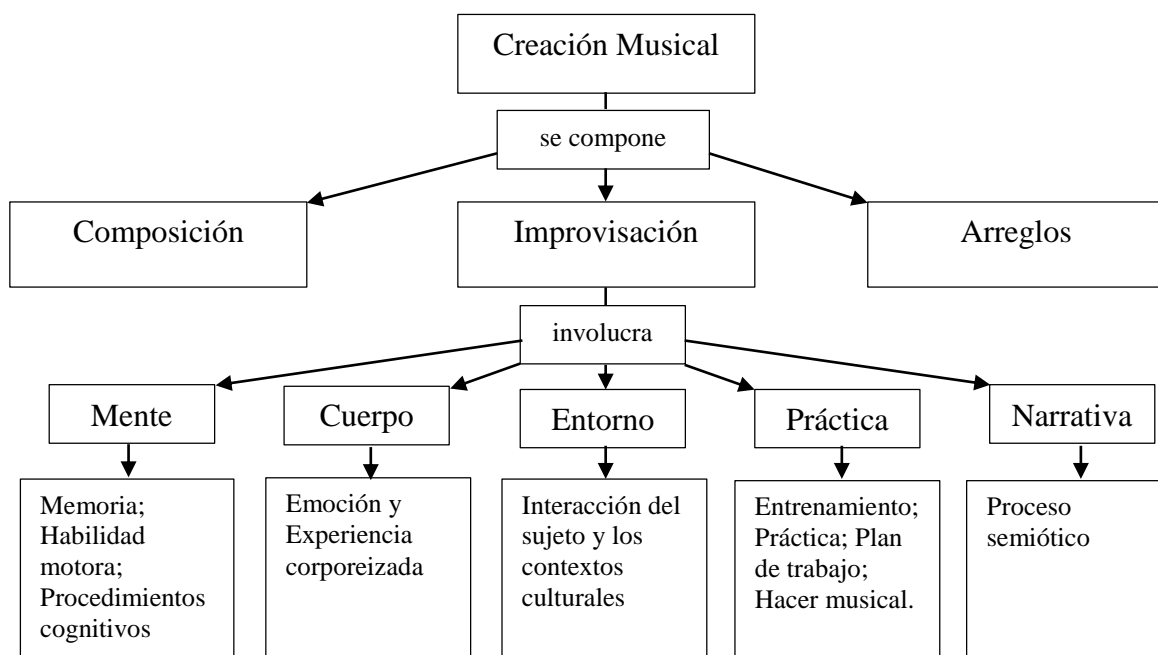 Creación Musical
se compone
Composición
Improvisación
Arreglos
involucra
Mente
Cuerpo
Entorno
Práctica
Narrativa
Memoria;
Habilidad
motora;
Procedimientos
cognitivos
Emoción y
Experiencia
corporeizada
Interacción del
sujeto y los
contextos
culturales
Entrenamiento;
Práctica; Plan
de trabajo;
Hacer musical.
Proceso
semiótico